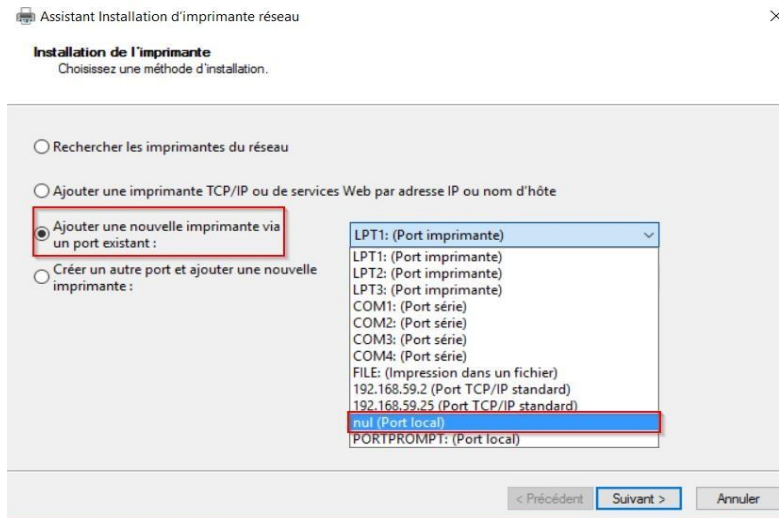 Assistant Installation d'imprimante réseau
Installation de l'imprimante
Choisissez une méthode d'installation.
Rechercher les imprimantes du réseau
Ajouter une imprimante TCP/IP ou de services Web par adresse IP ou nom d'hôte
Ajouter une nouvelle imprimante via
un port existant :
LPT1: (Port imprimante)
Créer un autre port et ajouter une nouvelle
imprimante :
LPT1: (Port imprimante)
LPT2: (Port imprimante)
LPT3: (Port imprimante)
COM1: (Port série)
COM2: (Port série)
COM3: (Port série)
COM4: (Port série)
FILE: (Impression dans un fichier)
192.168.59.2 (Port TCP/IP standard)
192.168.59.25 (Port TCP/IP standard)
nul (Port local)
PORTPROMPT: (Port local)
< Précédent
Suivant >
Annuler